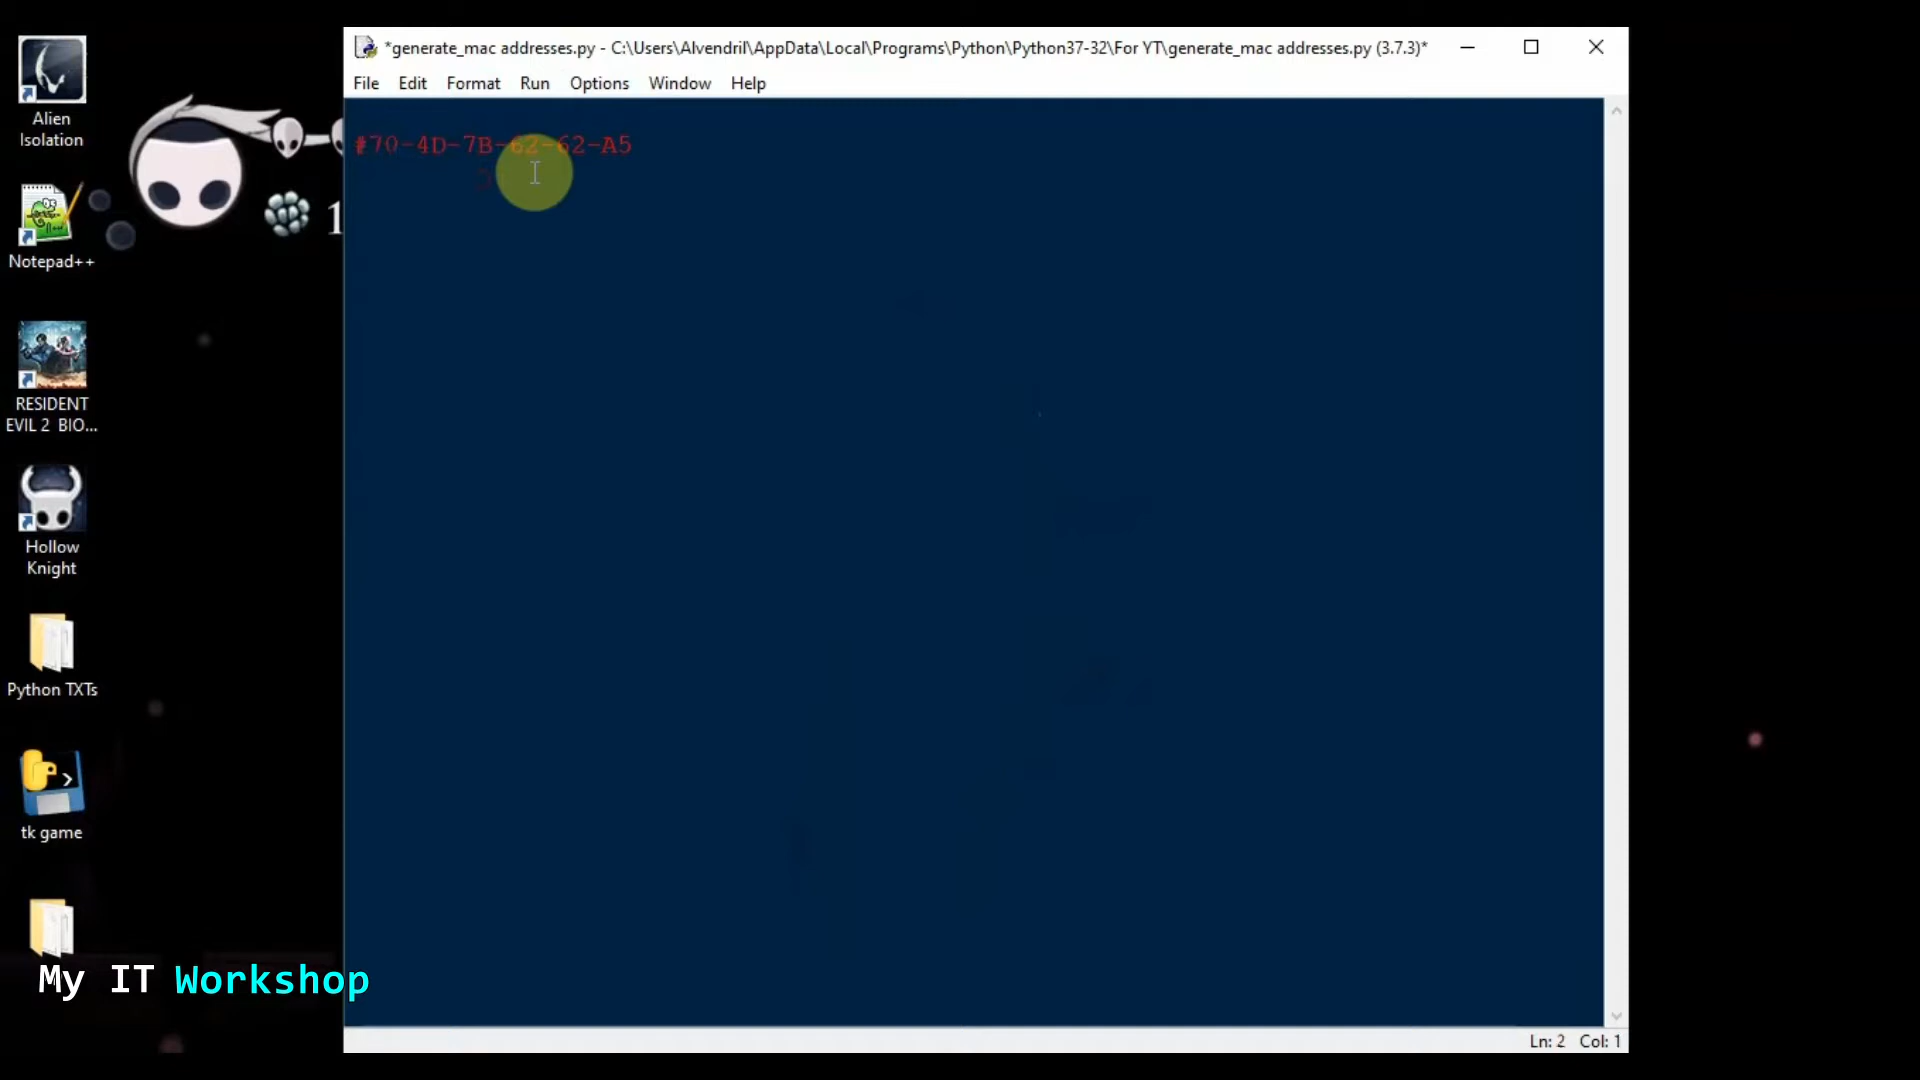 *generate_mac addresses.py - C:\Users\Alvendril\AppData\Local\Programs\Python\Python37-32\For YT\generate_mac addresses.py (3.7.3)*
File Edit Format Run Options Window Help
#70-4D-7B-62-62-A5
Alien
Isolation
1
Notepad++
RESIDENT
EVIL 2 BIO...
Hollow
Knight
Python TXTs
tk game
My IT Workshop
Ln: 2 Col: 1